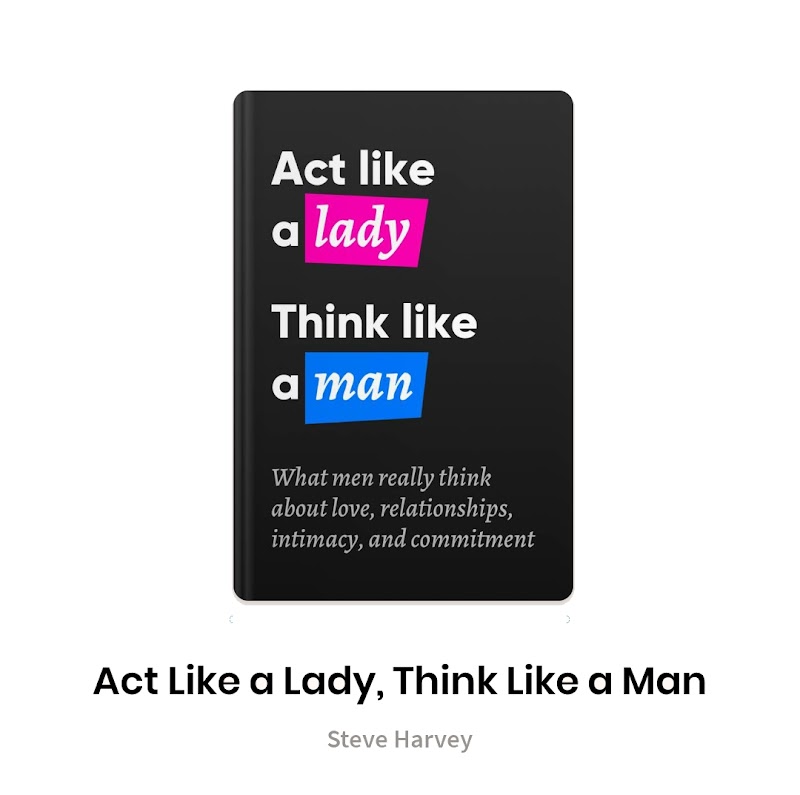 Act like
a lady
Think like
a man
What men really think
about love, relationships,
intimacy, and commitment
Act Like a Lady, Think Like a Man
Steve Harvey